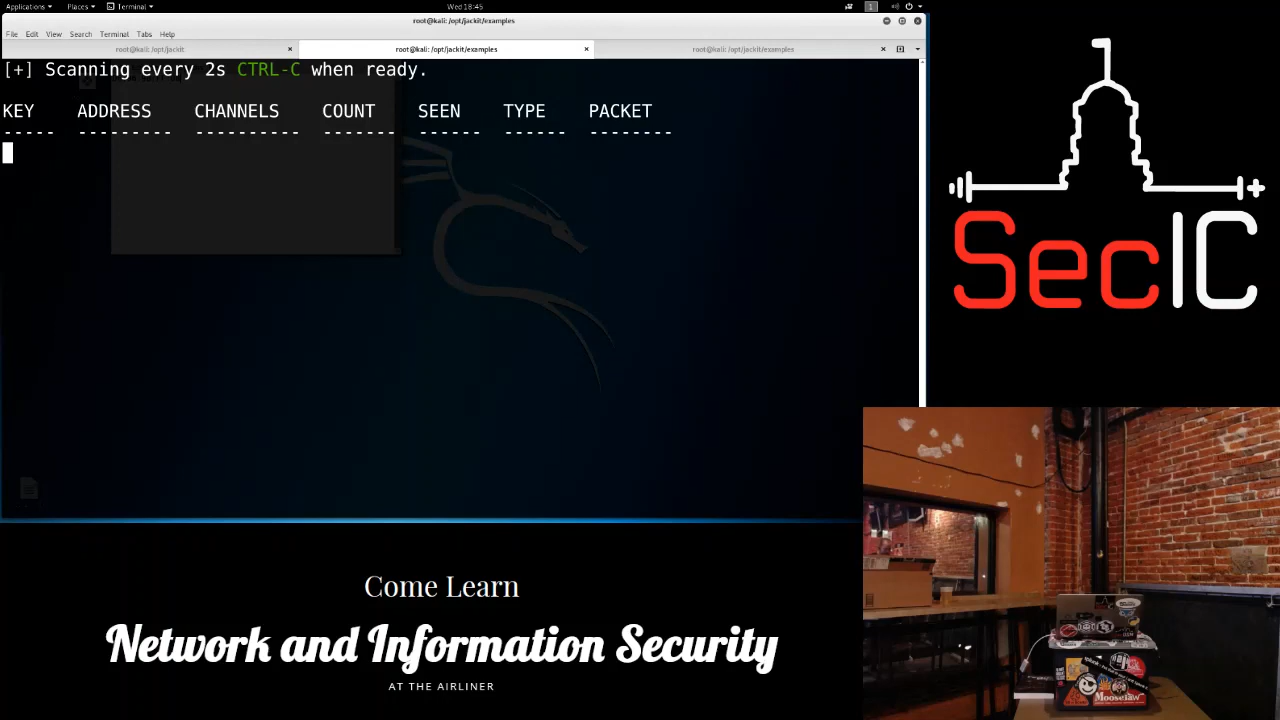 Applications Places Terminal Wed 18:45 1
root@kali: /opt/jackit/examples
File Edit View Search Terminal Tabs Help
root@kali: /opt/jackit × root@kali: /opt/jackit/examples × root@kali: /opt/jackit/examples ×
[+] Scanning every 2s CTRL-C when ready.
KEY ADDRESS CHANNELS COUNT SEEN TYPE PACKET
----- --------- ---------- ------- ------ ------ --------
SecIC
Come Learn
Network and Information Security
AT THE AIRLINER
Mooselaw